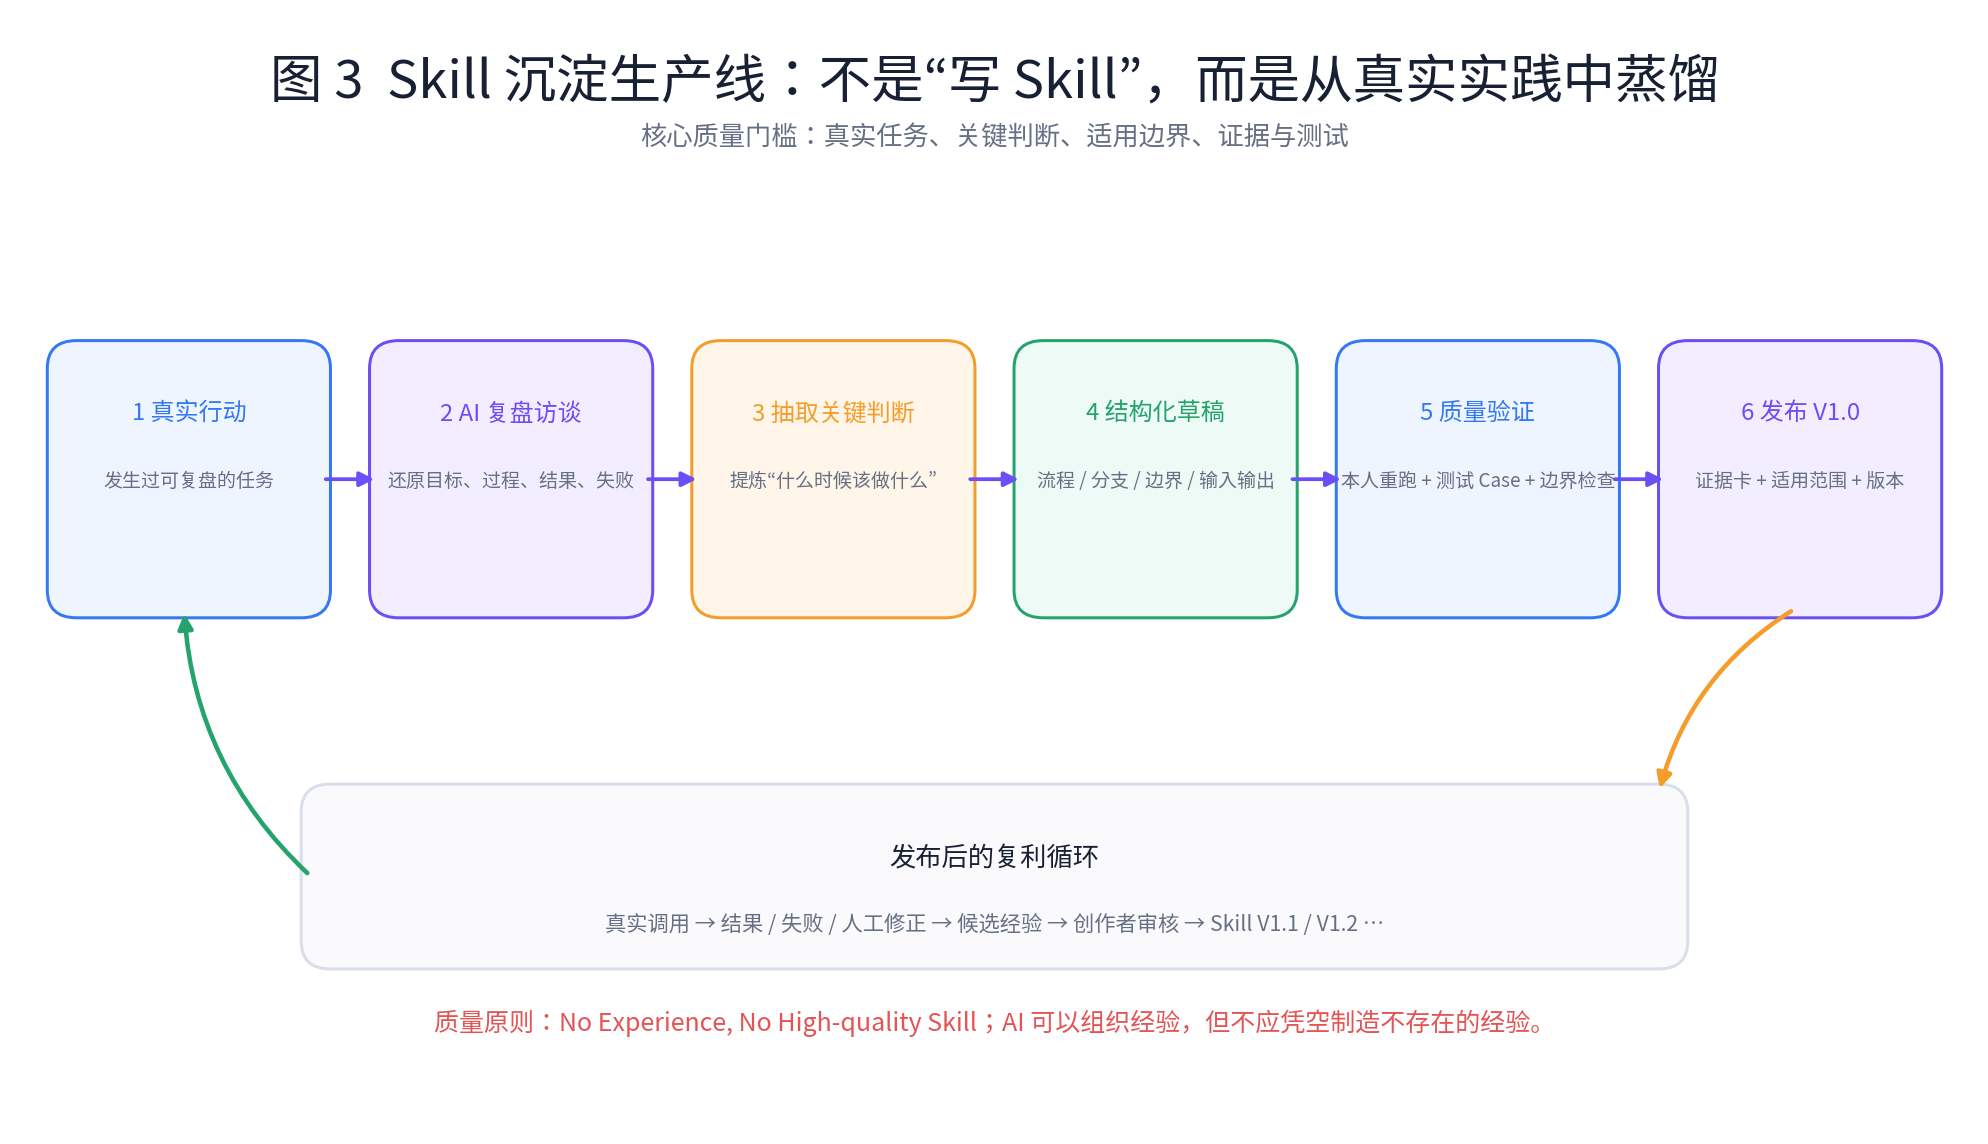 图 3 Skill 沉淀生产线：不是“写 Skill”，而是从真实实践中蒸馏
核心质量门槛：真实任务、关键判断、适用边界、证据与测试
1 真实行动
发生过可复盘的任务
2 AI 复盘访谈
还原目标、过程、结果、失败
3 抽取关键判断
提炼“什么时候该做什么”
4 结构化草稿
流程 / 分支 / 边界 / 输入输出
5 质量验证
本人重跑 + 测试 Case + 边界检查
6 发布 V1.0
证据卡 + 适用范围 + 版本
发布后的复利循环
真实调用 → 结果 / 失败 / 人工修正 → 候选经验 → 创作者审核 → Skill V1.1 / V1.2 …
质量原则：No Experience, No High-quality Skill；AI 可以组织经验，但不应凭空制造不存在的经验。